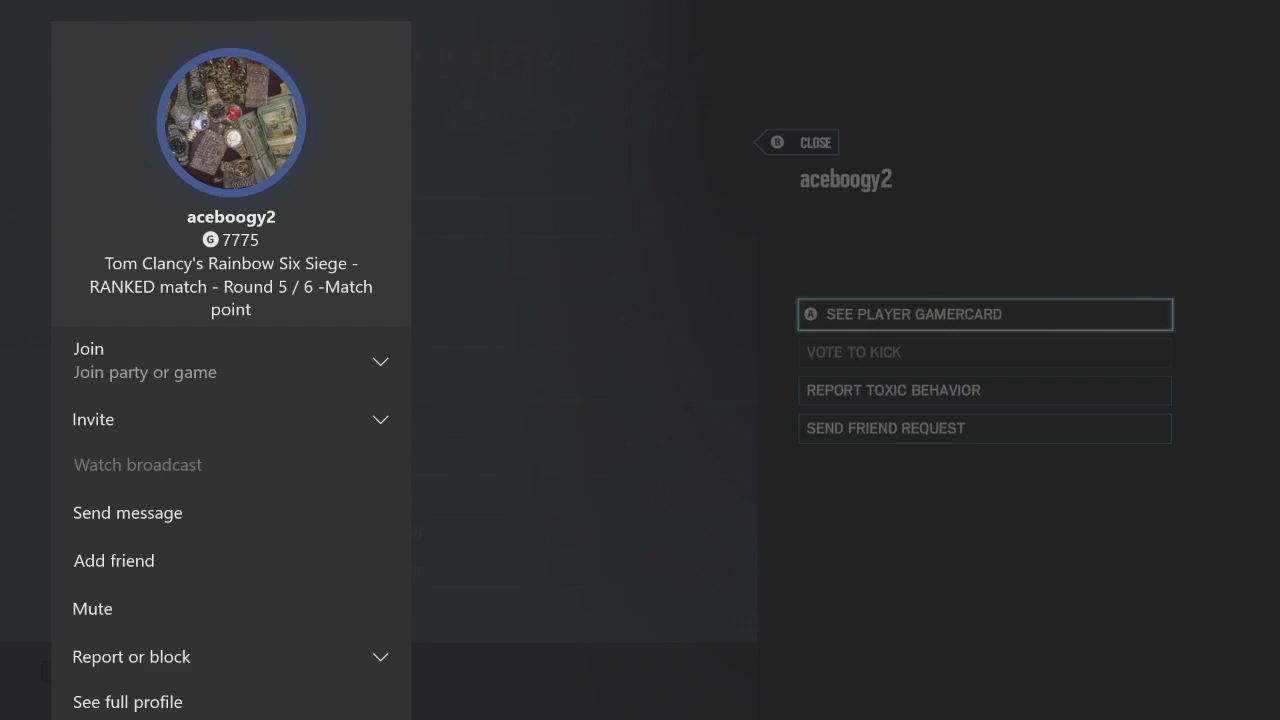 aceboogy2
G 7775
Tom Clancy's Rainbow Six Siege -
RANKED match - Round 5 / 6 -Match
point
Join
Join party or game
Invite
Watch broadcast
Send message
Add friend
Mute
Report or block
See full profile
B CLOSE
aceboogy2
A SEE PLAYER GAMERCARD
VOTE TO KICK
REPORT TOXIC BEHAVIOR
SEND FRIEND REQUEST